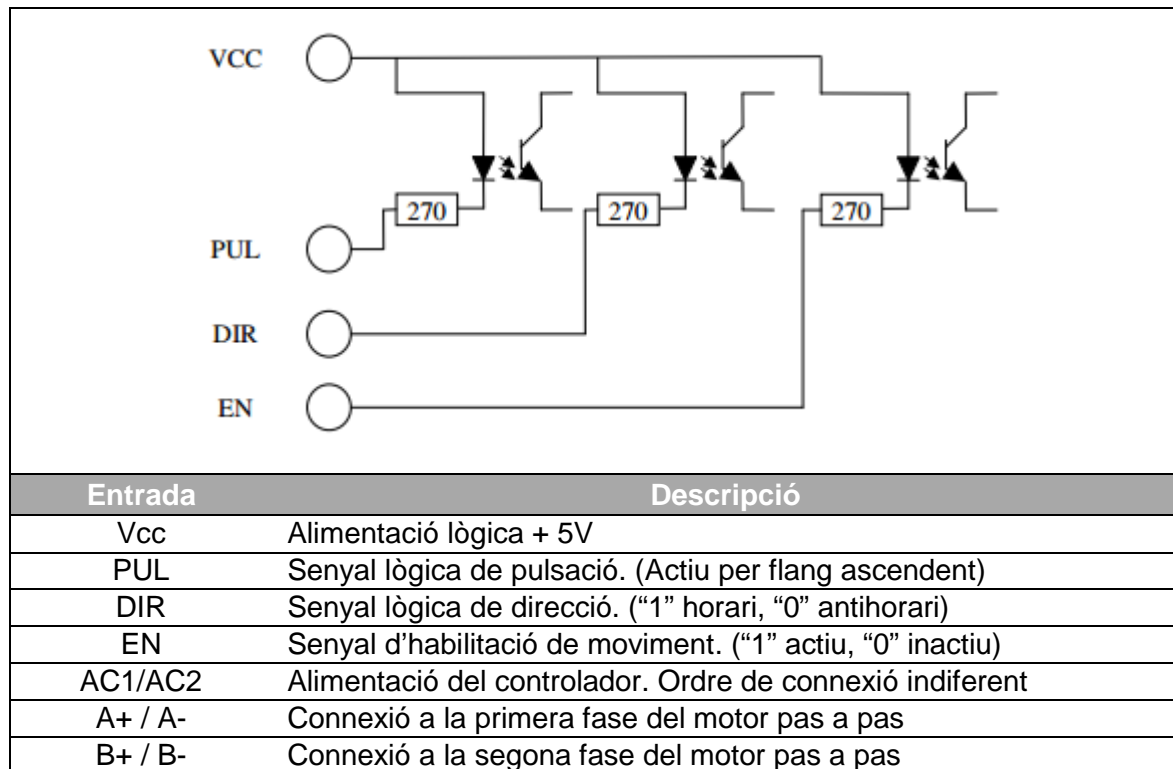 VCC
270 270 270
PUL
DIR
EN
Entrada Descripció
Vcc Alimentació lògica + 5V
PUL Senyal lògica de pulsació. (Actiu per flang ascendent)
DIR Senyal lògica de direcció. (“1” horari, “0” antihorari)
EN Senyal d’habilitació de moviment. (“1” actiu, “0” inactiu)
AC1/AC2 Alimentació del controlador. Ordre de connexió indiferent
A+ / A- Connexió a la primera fase del motor pas a pas
B+ / B- Connexió a la segona fase del motor pas a pas